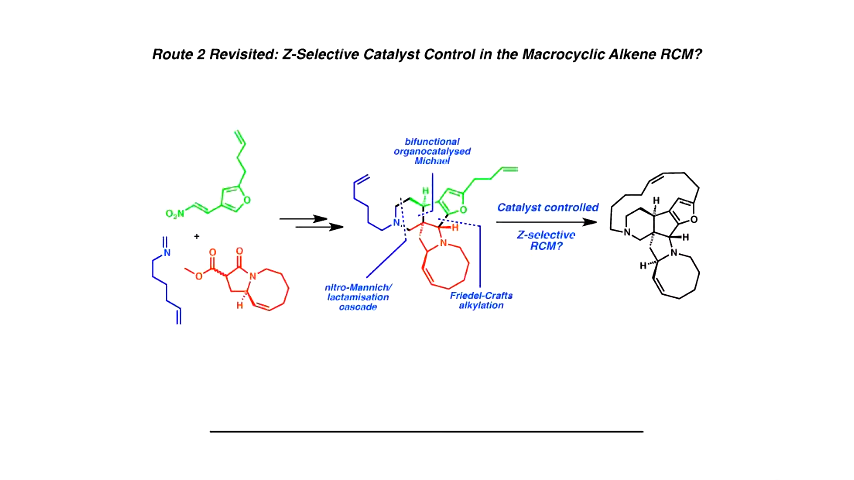 Route 2 Revisited: Z-Selective Catalyst Control in the Macrocyclic Alkene RCM?
bifunctional
organocatalysed
Michael
H
O
O₂N
O
N
H
Catalyst controlled
Z-selective
RCM?
H
O
N
H
N
H
+
N
O
O
O
N
H
N
nitro-Mannich/
lactamisation
cascade
Friedel-Crafts
alkylation